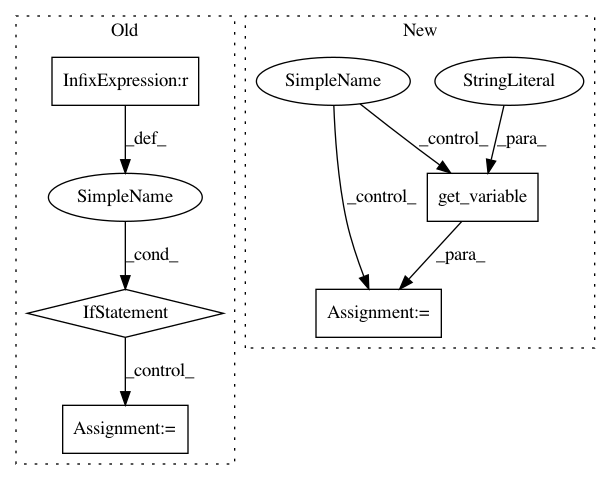 Old
New
InfixExpression:r
SimpleName
StringLiteral
_def_
_control_
_para_
SimpleName
get_variable
_control_
_cond_
_para_
IfStatement
Assignment:=
_control_
Assignment:=